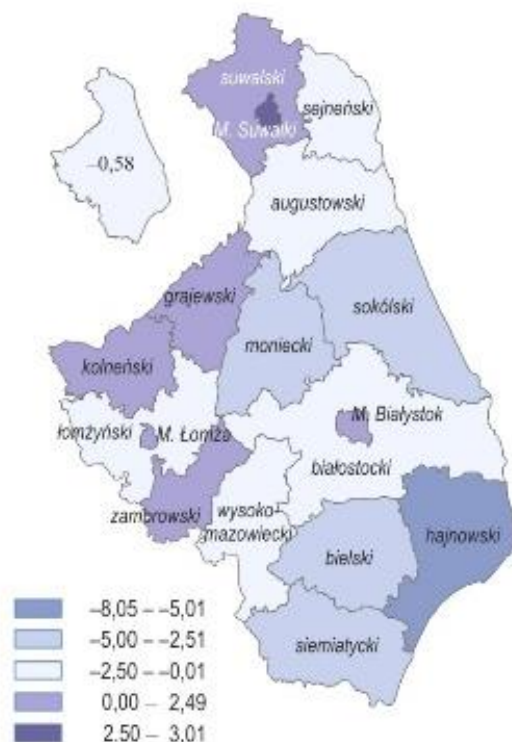 suwalski
M. Suwałki
sejneński
–0,58
augustowski
grajewski
sokólski
moniecki
kolneński
M. Białystok
łomżyński
M. Łomża
białostocki
zambrowski
wysoko-
mazowiecki
hajnowski
bielski
siemiatycki
–8,05 – –5,01
–5,00 – –2,51
–2,50 – –0,01
0,00 – 2,49
2,50 – 3,01